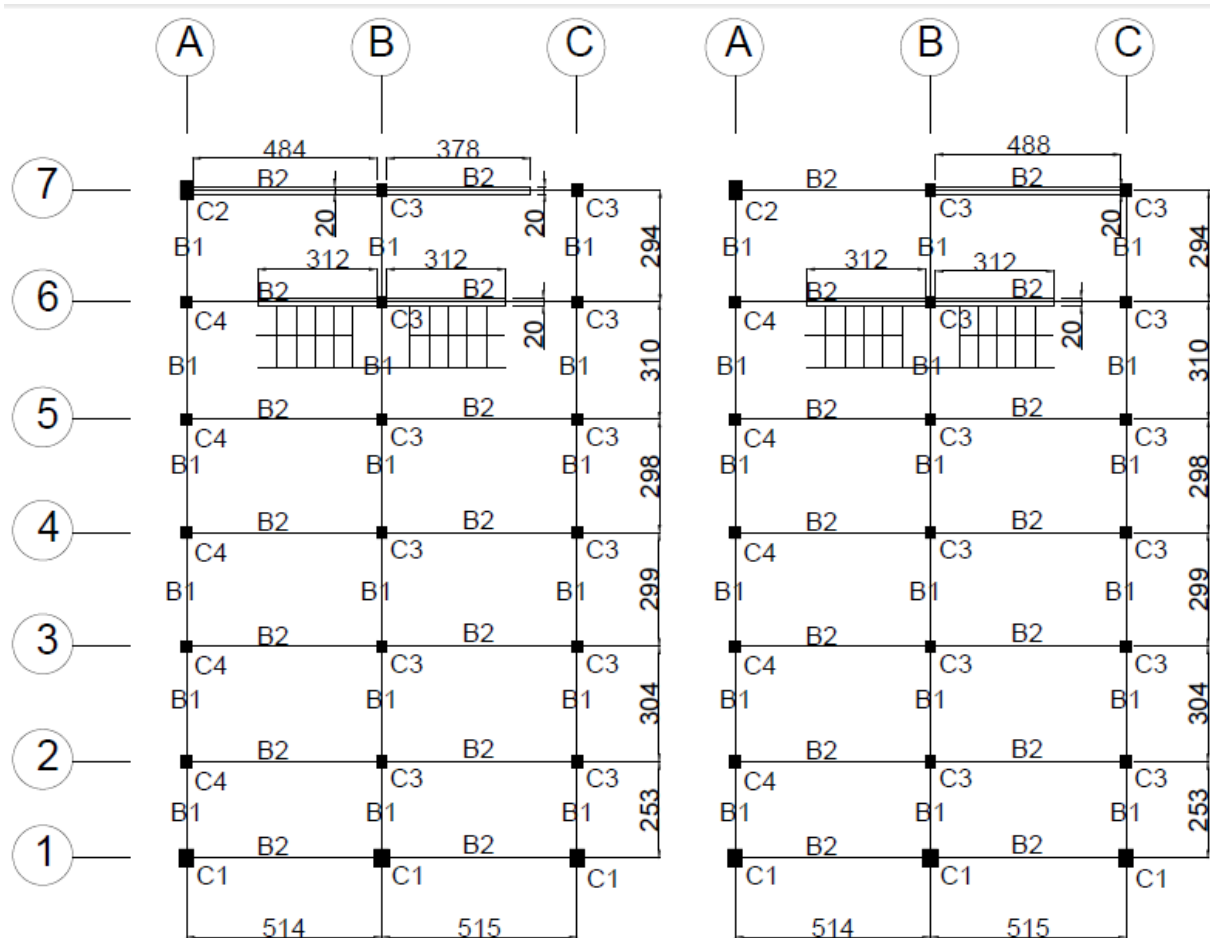 A B C A B C
484 378 488
7 B2 B2 B2 B2
C2 20 C3 20 C3 C2 C3 20 C3
B1 B1 B1 294 B1 B1 B1 294
312 312 312 312
6 B2 B2 B2 B2
C4 C3 20 C3 C4 C3 20 C3
B1 B1 B1 310 B1 B1 B1 310
5 B2 B2 B2 B2
C4 C3 C3 C4 C3 C3
B1 B1 B1 298 B1 B1 B1 298
4 B2 B2 B2 B2
C4 C3 C3 C4 C3 C3
B1 B1 B1 299 B1 B1 B1 299
3 B2 B2 B2 B2
C4 C3 C3 C4 C3 C3
B1 B1 B1 304 B1 B1 B1 304
2 B2 B2 B2 B2
C4 C3 C3 C4 C3 C3
B1 B1 B1 253 B1 B1 B1 253
1 B2 B2 B2 B2
C1 C1 C1 C1 C1 C1
514 515 514 515